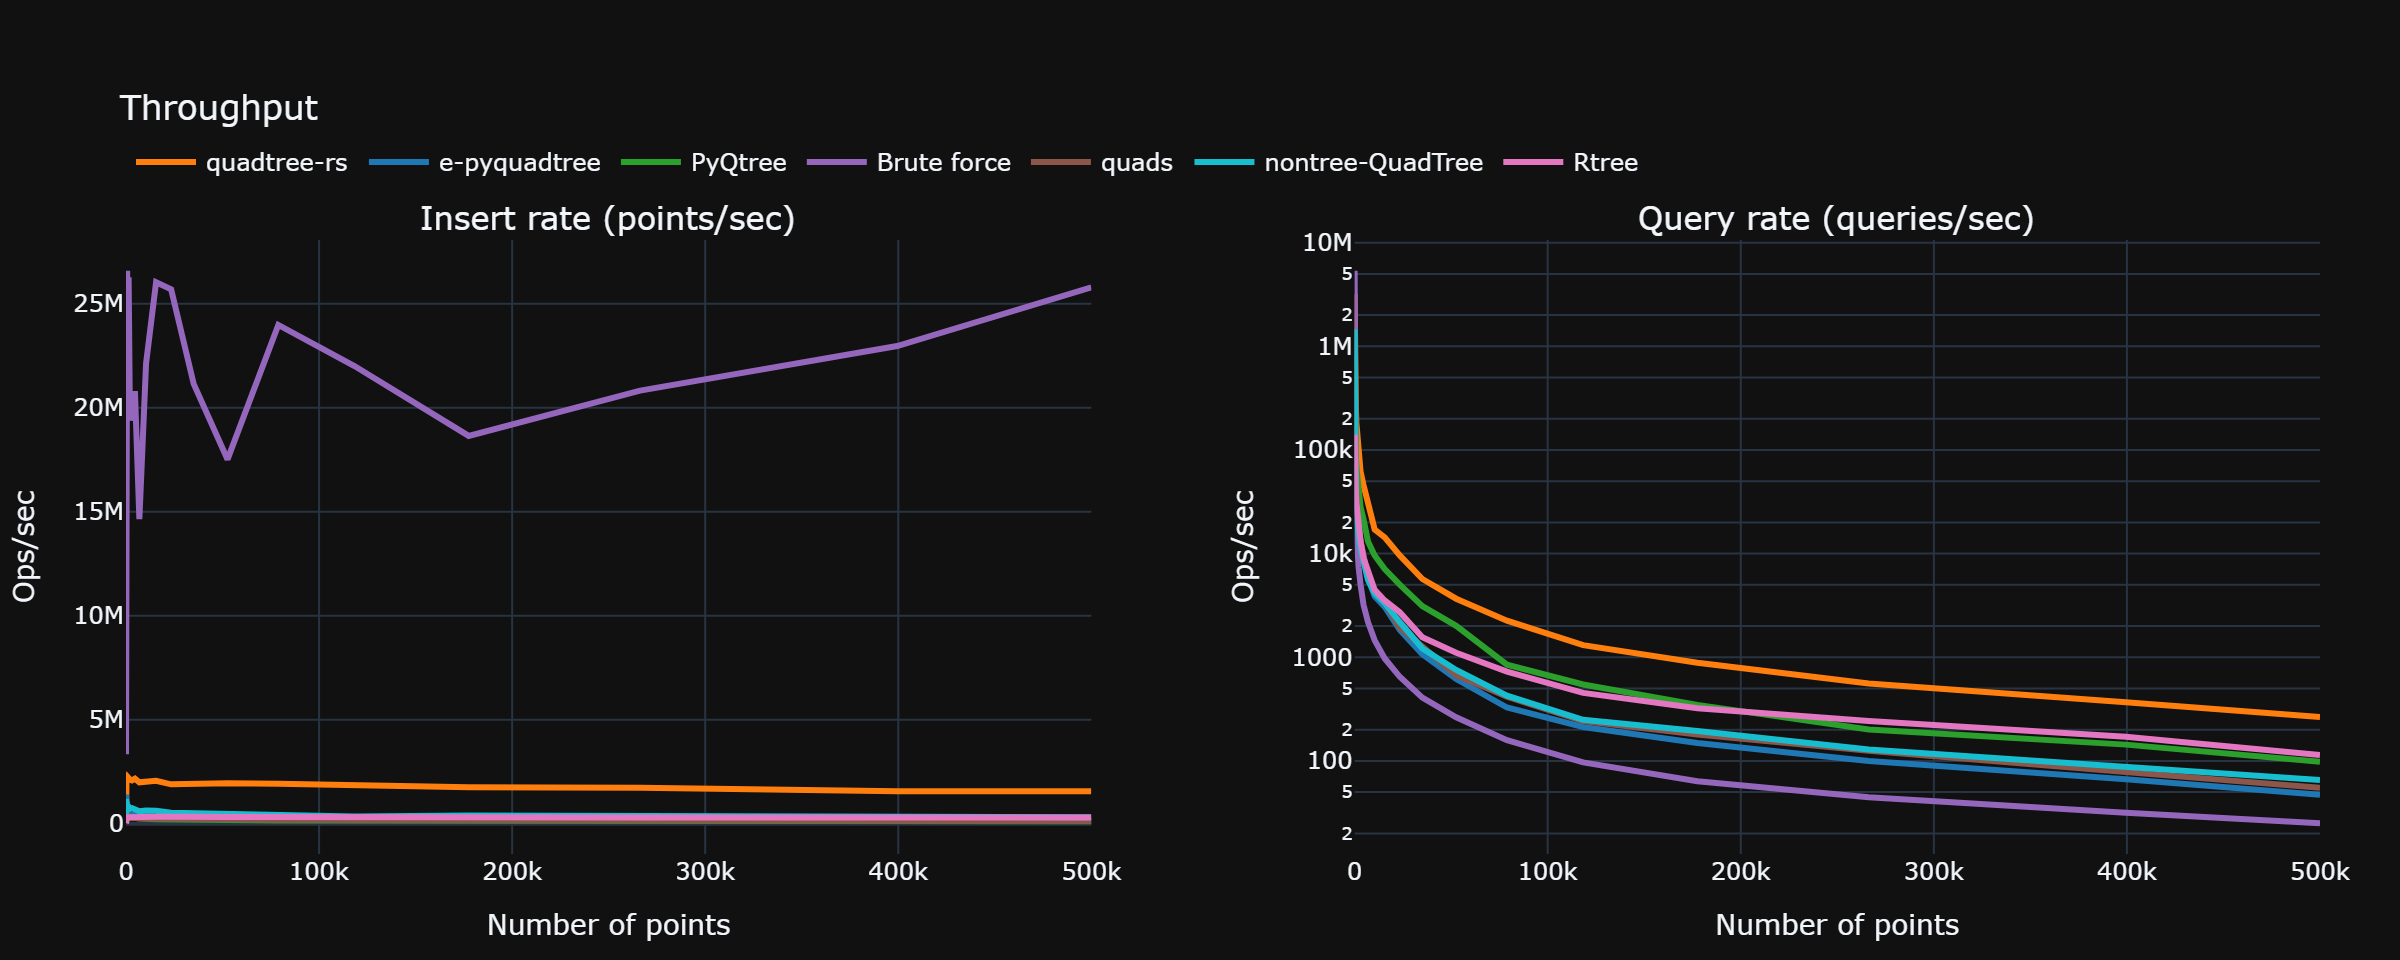 Throughput
quadtree-rs e-pyquadtree PyQtree Brute force quads nontree-QuadTree Rtree
Insert rate (points/sec)
25M
20M
15M
10M
5M
0
Ops/sec
0 100k 200k 300k 400k 500k
Number of points
Query rate (queries/sec)
10M
5
2
1M
5
2
100k
5
2
10k
5
2
1000
5
2
100
5
2
Ops/sec
0 100k 200k 300k 400k 500k
Number of points